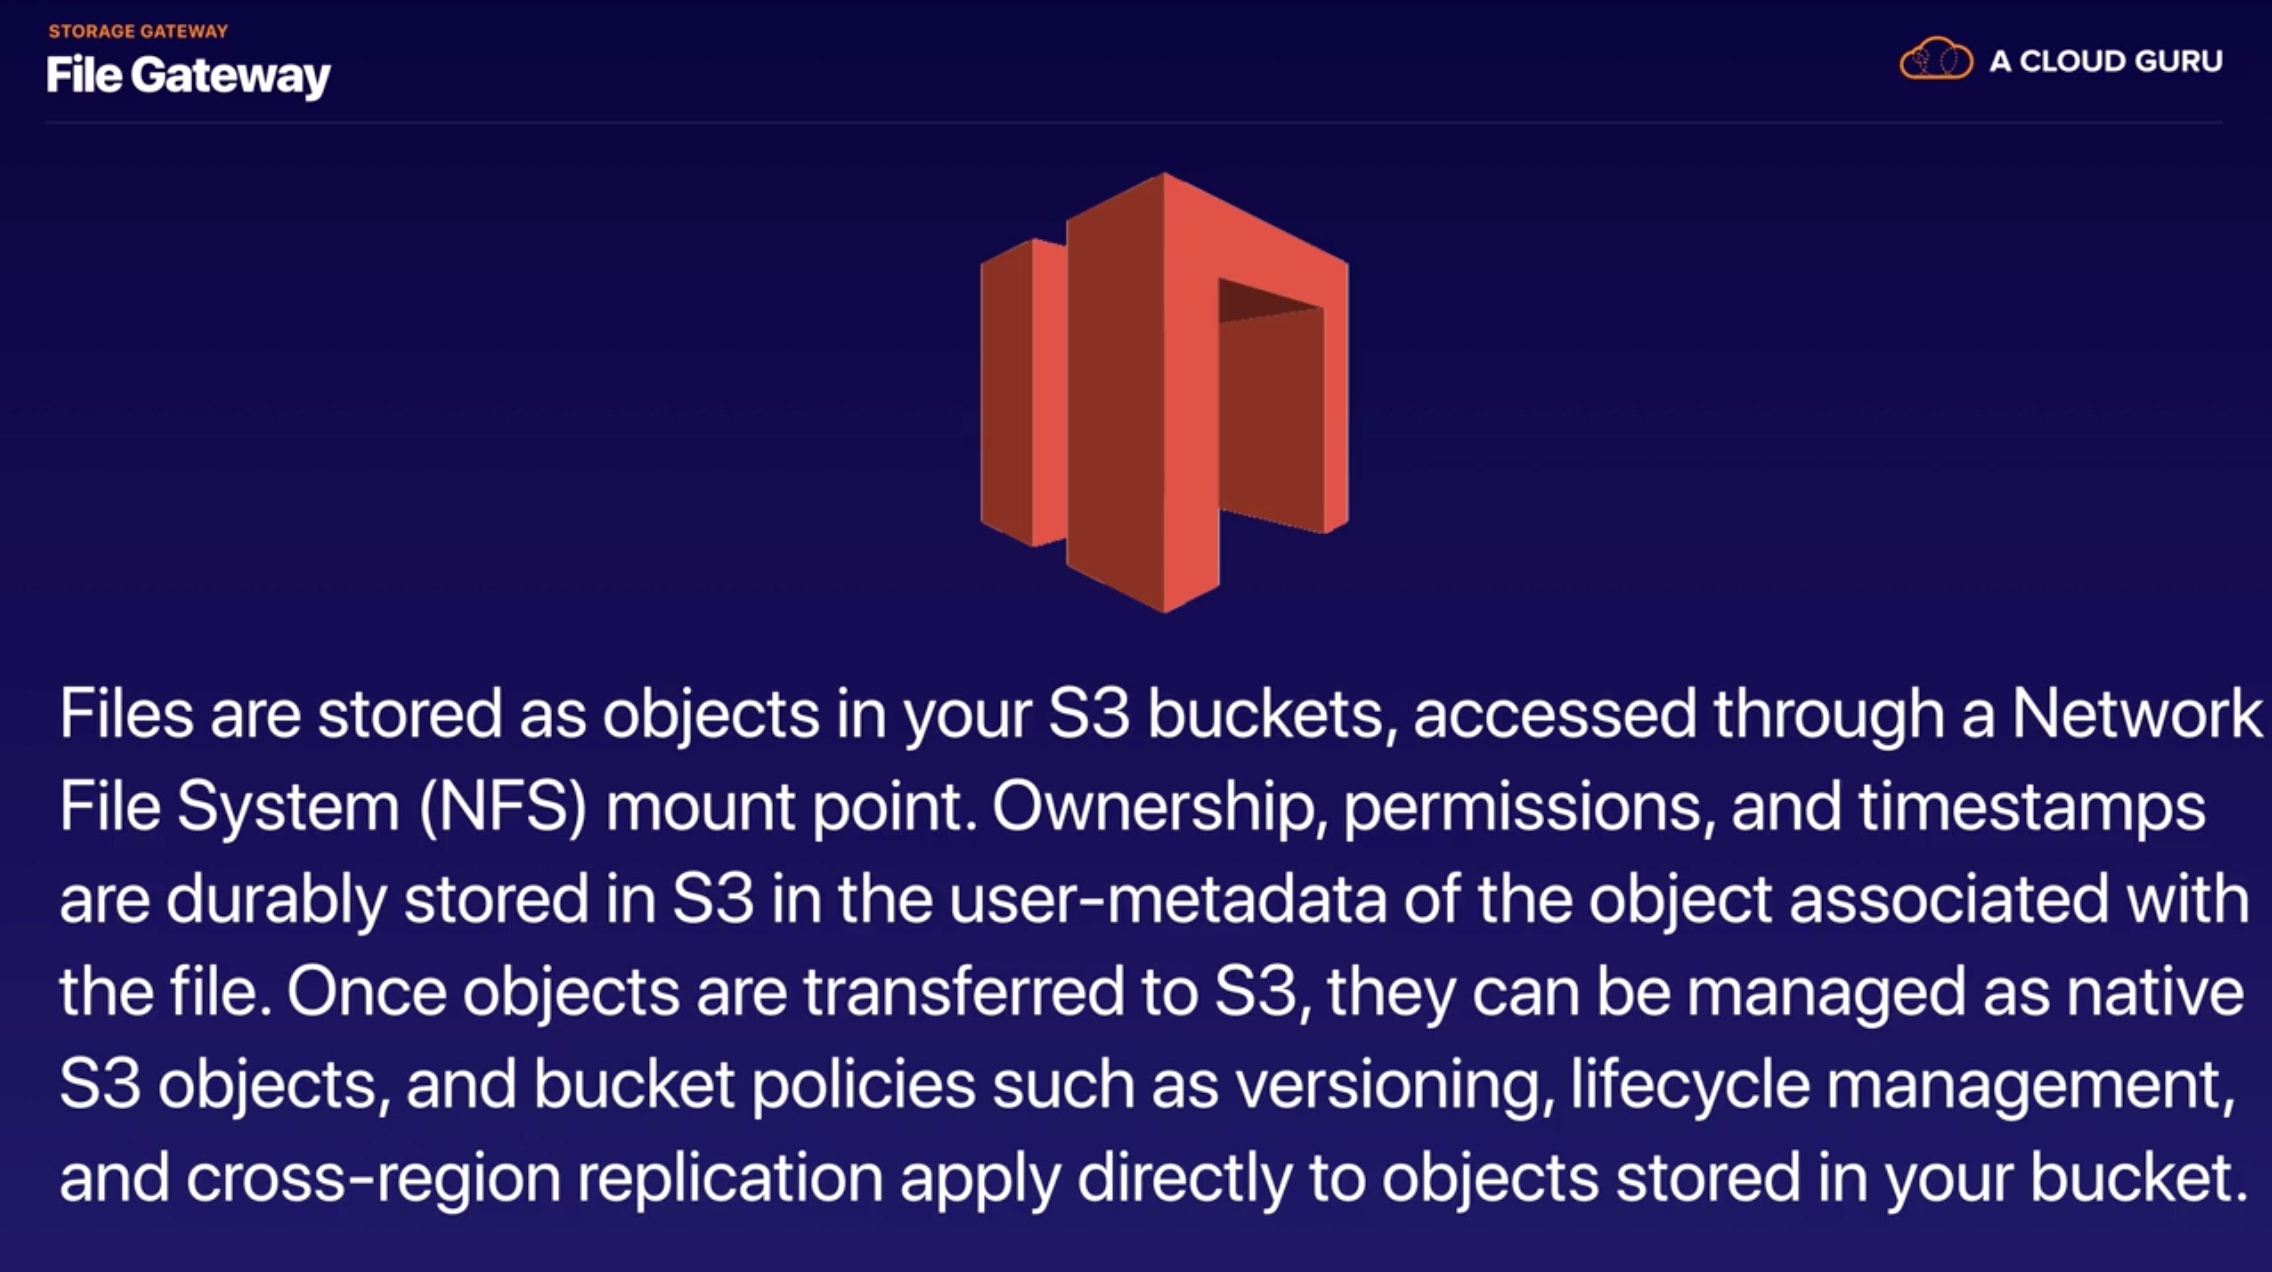 STORAGE GATEWAY
File Gateway
A CLOUD GURU
Files are stored as objects in your S3 buckets, accessed through a Network
File System (NFS) mount point. Ownership, permissions, and timestamps
are durably stored in S3 in the user-metadata of the object associated with
the file. Once objects are transferred to S3, they can be managed as native
S3 objects, and bucket policies such as versioning, lifecycle management,
and cross-region replication apply directly to objects stored in your bucket.